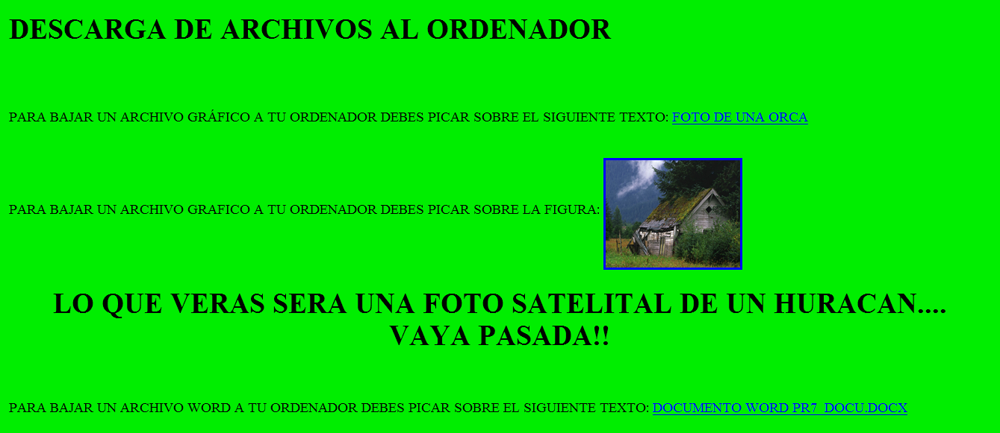 DESCARGA DE ARCHIVOS AL ORDENADOR
PARA BAJAR UN ARCHIVO GRÁFICO A TU ORDENADOR DEBES PICAR SOBRE EL SIGUIENTE TEXTO: FOTO DE UNA ORCA
PARA BAJAR UN ARCHIVO GRAFICO A TU ORDENADOR DEBES PICAR SOBRE LA FIGURA:
LO QUE VERAS SERA UNA FOTO SATELITAL DE UN HURACAN....
VAYA PASADA!!
PARA BAJAR UN ARCHIVO WORD A TU ORDENADOR DEBES PICAR SOBRE EL SIGUIENTE TEXTO: DOCUMENTO WORD PR7_DOCU.DOCX